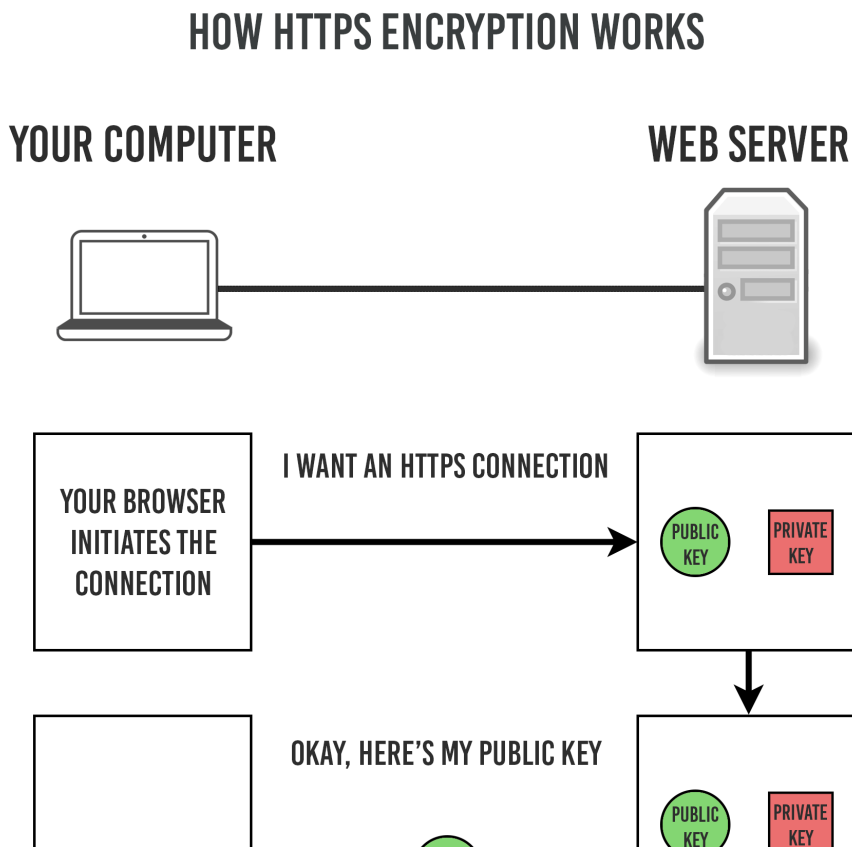 HOW HTTPS ENCRYPTION WORKS
YOUR COMPUTER
WEB SERVER
YOUR BROWSER
INITIATES THE
CONNECTION
I WANT AN HTTPS CONNECTION
PUBLIC
KEY
PRIVATE
KEY
OKAY, HERE'S MY PUBLIC KEY
PUBLIC
KEY
PRIVATE
KEY